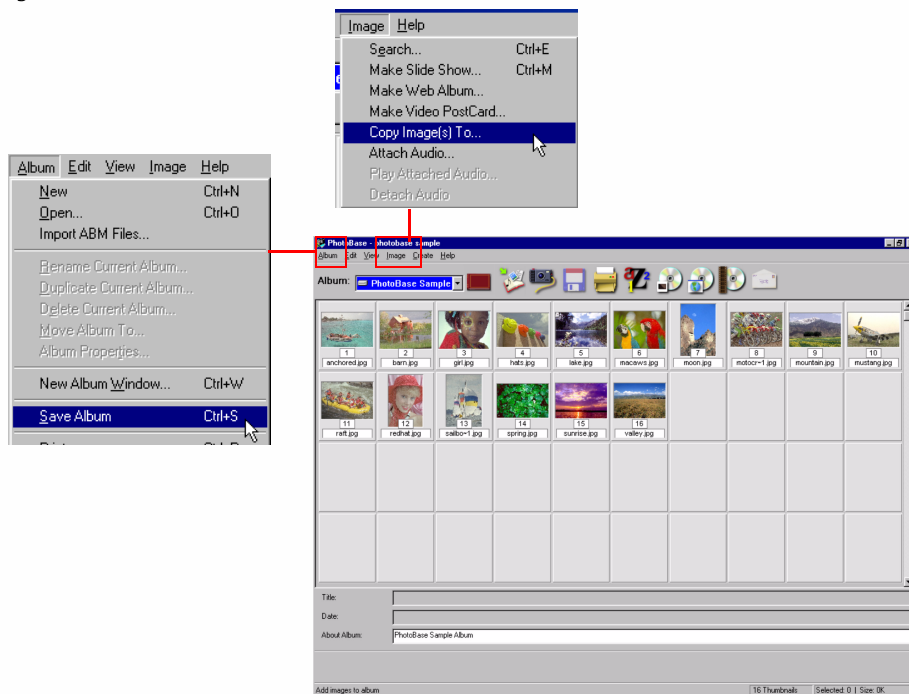 Image Help
Search... Ctrl+E
Make Slide Show... Ctrl+M
Make Web Album...
Make Video PostCard...
Copy Image(s) To...
Attach Audio...
Play Attached Audio...
Detach Audio
Album Edit View Image Help
New Ctrl+N
Open... Ctrl+O
Import ABM Files...
Rename Current Album...
Duplicate Current Album...
Delete Current Album...
Move Album To...
Album Properties...
New Album Window... Ctrl+W
Save Album Ctrl+S
PhotoBase - photobase sample
Album Edit View Image Create Help
Album: PhotoBase Sample
1 2 3 4 5 6 7 8 9 10
anchored.jpg barn.jpg girl.jpg hats.jpg lake.jpg macaws.jpg moon.jpg motocr~1.jpg mountain.jpg mustang.jpg
11 12 13 14 15 16
raft.jpg redhat.jpg sailbo~1.jpg spring.jpg sunrise.jpg valley.jpg
Title:
Date:
About Album: PhotoBase Sample Album
Add images to album 16 Thumbnails Selected: 0 | Size: 0K